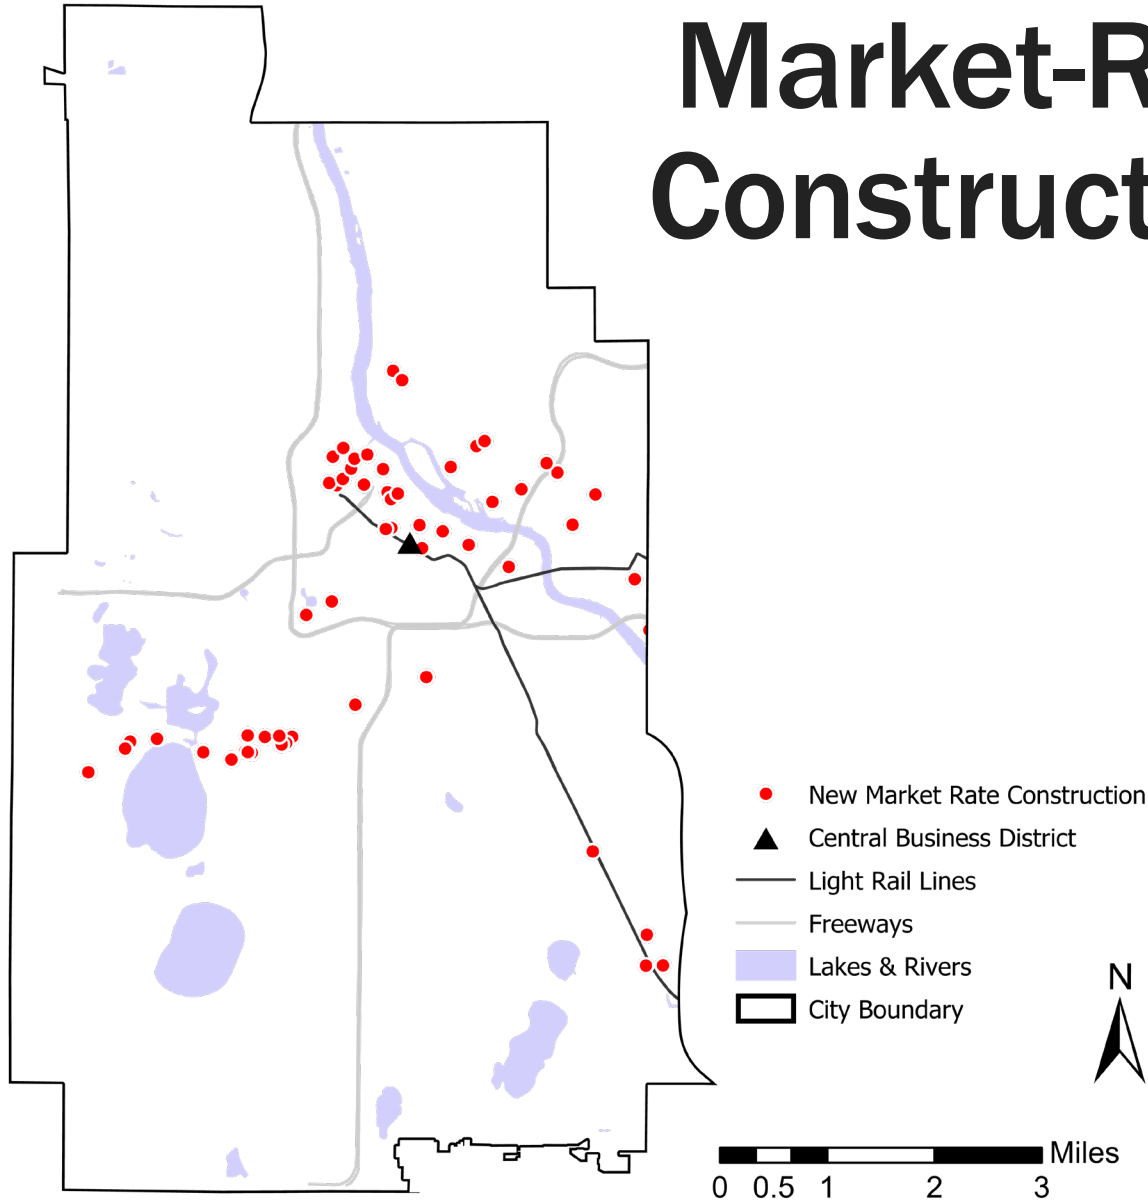 Market-R
Construct
New Market Rate Construction
Central Business District
Light Rail Lines
Freeways
Lakes & Rivers
City Boundary
N
Miles
0 0.5 1 2 3